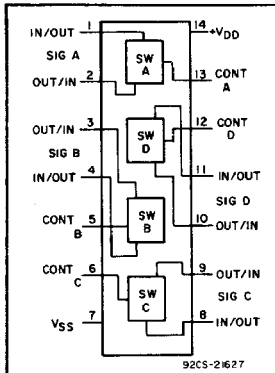 IN/OUT 1
SIG A
OUT/IN 2
OUT/IN 3
SIG B
IN/OUT 4
CONT B 5
CONT C 6
VSS 7
SW A
SW D
SW B
SW C
14 +VDD
13 CONT A
12 CONT D
11 IN/OUT
SIG D
10 OUT/IN
9 OUT/IN
SIG C
8 IN/OUT
92CS-21627